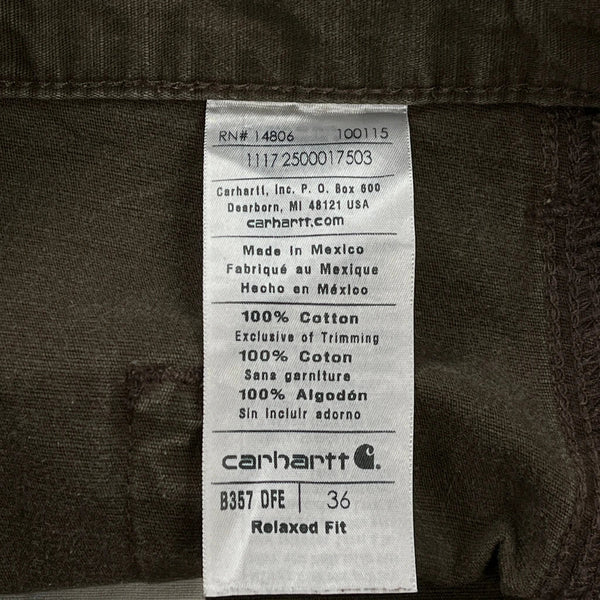 RN# 14806 100115
11172500017503
Carhartt, Inc. P. O. Box 600
Dearborn, MI 48121 USA
carhartt.com
Made in Mexico
Fabriqué au Mexique
Hecho en México
100% Cotton
Exclusive of Trimming
100% Coton
Sans garniture
100% Algodón
Sin incluir adorno
carhartt
B357 DFE | 36
Relaxed Fit